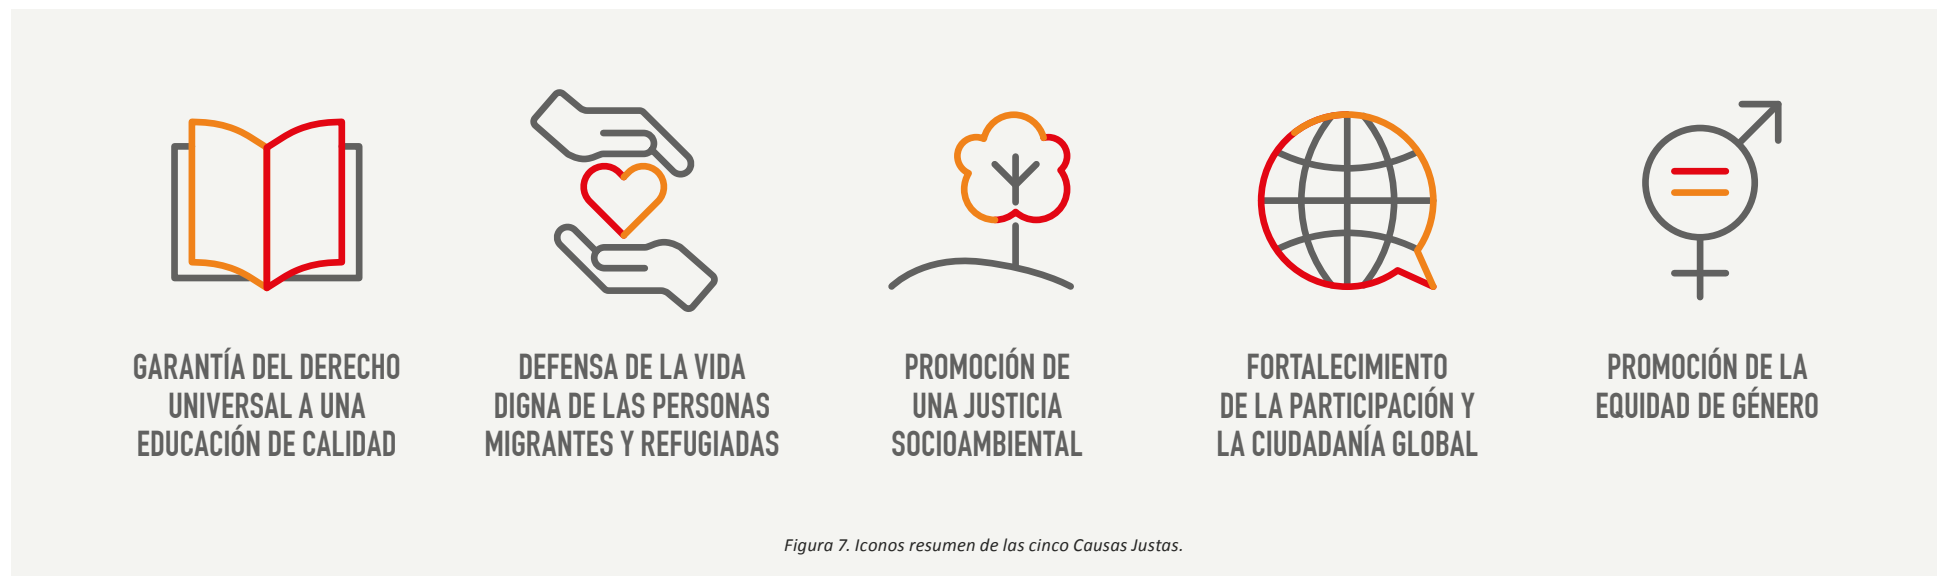 GARANTÍA DEL DERECHO
UNIVERSAL A UNA
EDUCACIÓN DE CALIDAD
DEFENSA DE LA VIDA
DIGNA DE LAS PERSONAS
MIGRANTES Y REFUGIADAS
PROMOCIÓN DE
UNA JUSTICIA
SOCIOAMBIENTAL
FORTALECIMIENTO
DE LA PARTICIPACIÓN Y
LA CIUDADANÍA GLOBAL
PROMOCIÓN DE LA
EQUIDAD DE GÉNERO
Figura 7. Iconos resumen de las cinco Causas Justas.